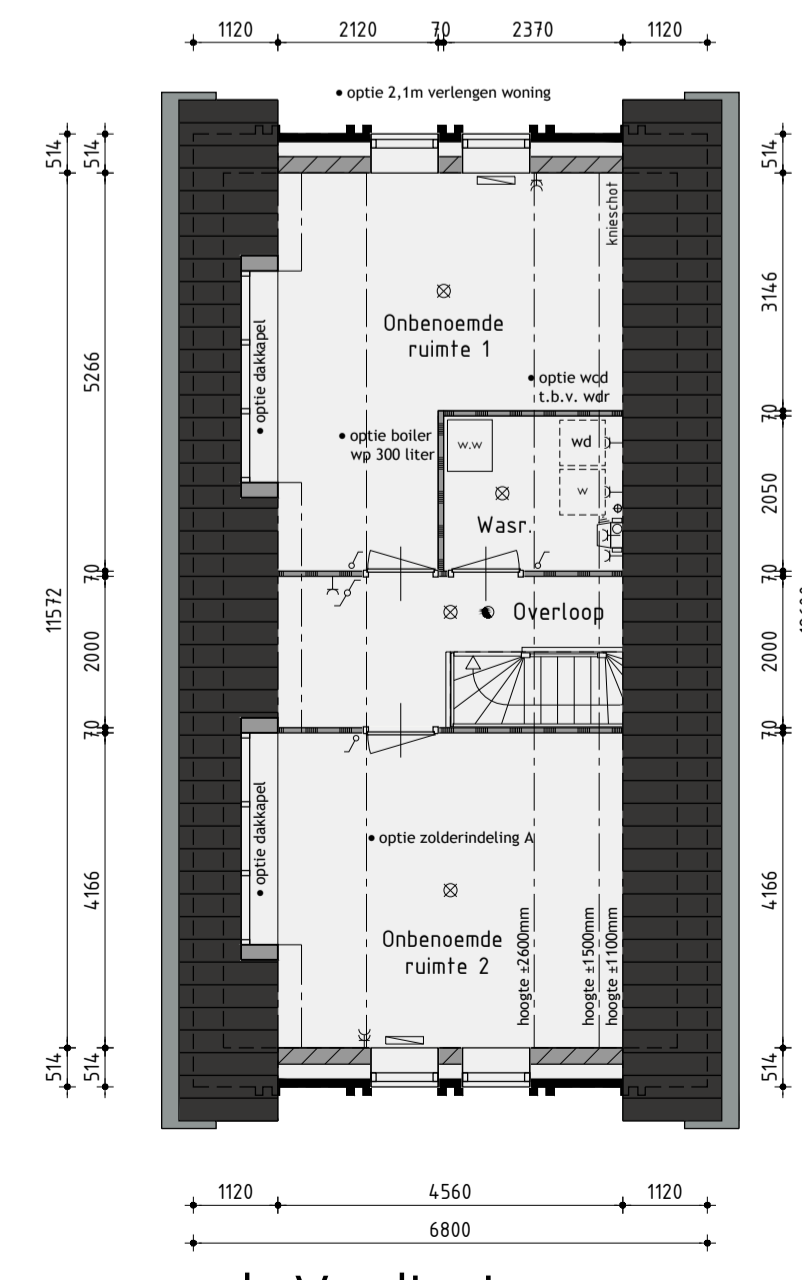 1120 2120 70 2370 1120
• optie 2,1m verlengen woning
514 514 514
knieschot
3146
Onbenoemde
ruimte 1
• optie dakkapel
5266
• optie wcd
t.b.v. wdr
70
• optie boiler
wp 300 liter
w.w wd
w
2050
Wasr.
70 70
11572
Overloop
2000 2000
70 70
• optie dakkapel
• optie zolderindeling A
4166 4166
Onbenoemde
ruimte 2
hoogte ±2600mm
hoogte ±1500mm
hoogte ±1100mm
514 514 514
1120 4560 1120
6800